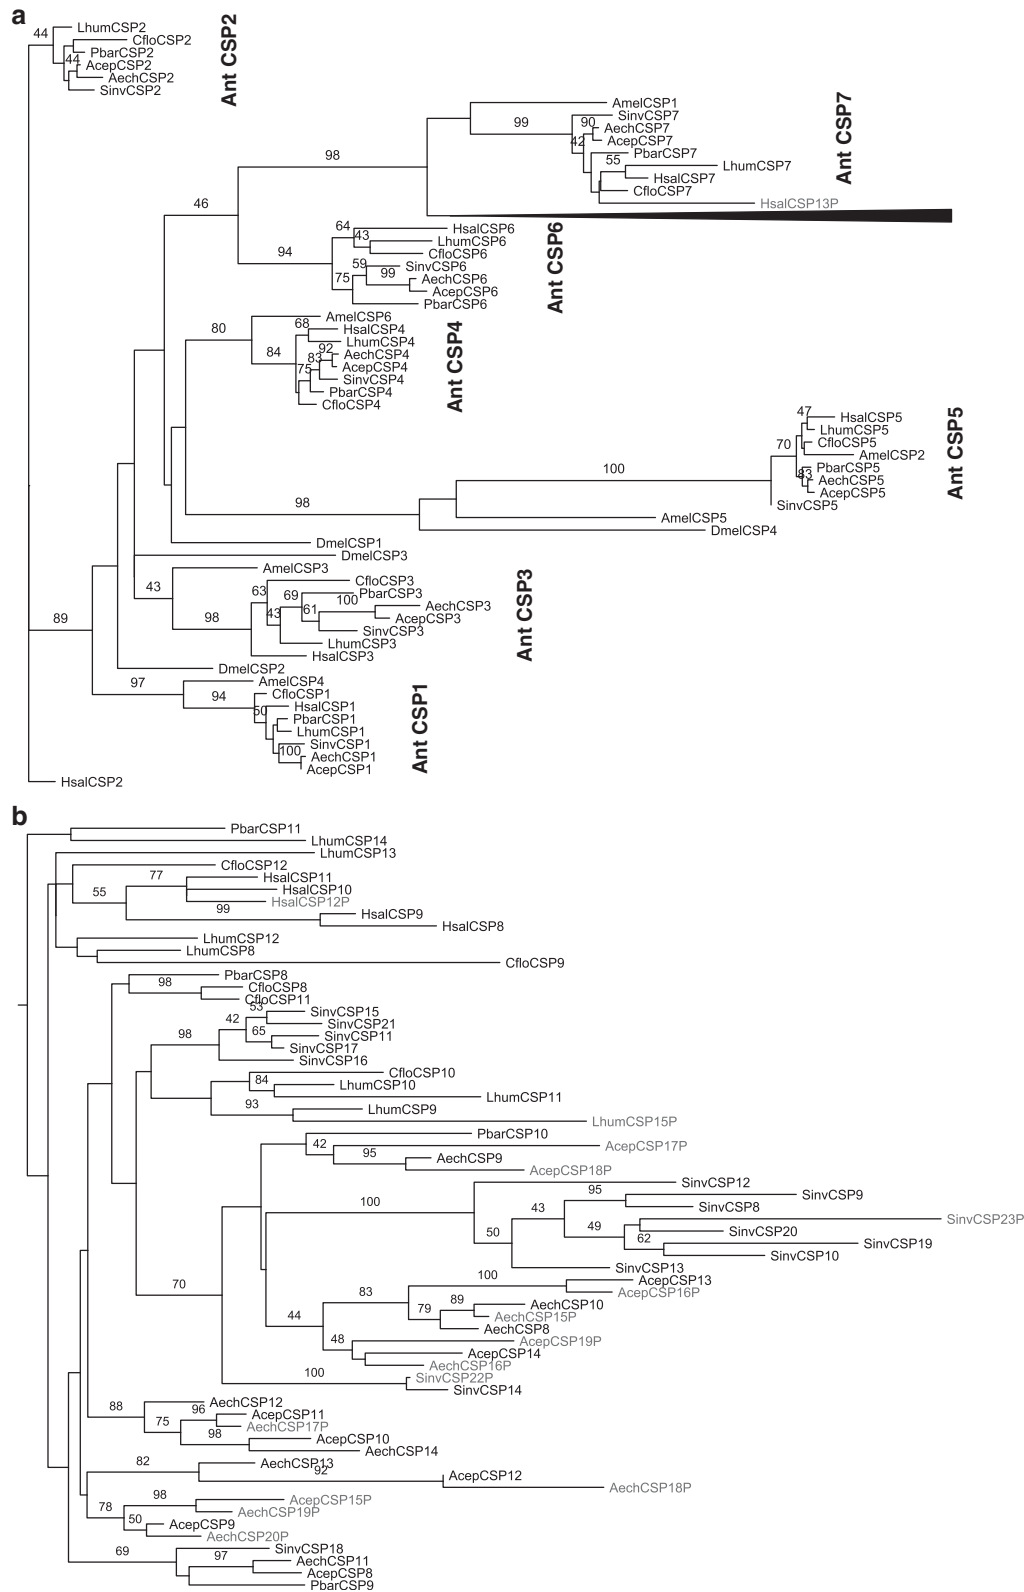 a
44
LhumCSP2
CfloCSP2
PbarCSP2
44
AcepCSP2
AechCSP2
SinvCSP2
Ant CSP2
AmelCSP1
SinvCSP7
99
90
AechCSP7
42
AcepCSP7
PbarCSP7
55
LhumCSP7
HsalCSP7
CfloCSP7
HsalCSP13P
Ant CSP7
98
46
64
HsalCSP6
43
LhumCSP6
CfloCSP6
94
59
SinvCSP6
99
AechCSP6
75
AcepCSP6
PbarCSP6
Ant CSP6
AmelCSP6
80
68
HsalCSP4
LhumCSP4
84
92
AechCSP4
83
AcepCSP4
75
SinvCSP4
PbarCSP4
CfloCSP4
Ant CSP4
47
HsalCSP5
LhumCSP5
70
CfloCSP5
AmelCSP2
100
PbarCSP5
83
AechCSP5
AcepCSP5
SinvCSP5
Ant CSP5
98
AmelCSP5
DmelCSP4
DmelCSP1
DmelCSP3
AmelCSP3
43
CfloCSP3
63
69
PbarCSP3
100
AechCSP3
98
43
61
AcepCSP3
SinvCSP3
LhumCSP3
HsalCSP3
Ant CSP3
89
DmelCSP2
97
AmelCSP4
94
CfloCSP1
50
HsalCSP1
PbarCSP1
LhumCSP1
SinvCSP1
100
AechCSP1
AcepCSP1
Ant CSP1
HsalCSP2
b
PbarCSP11
LhumCSP14
LhumCSP13
CfloCSP12
77
HsalCSP11
55
HsalCSP10
HsalCSP12P
99
HsalCSP9
HsalCSP8
LhumCSP12
LhumCSP8
CfloCSP9
PbarCSP8
98
CfloCSP8
CfloCSP11
53
SinvCSP15
42
SinvCSP21
98
65
SinvCSP11
SinvCSP17
SinvCSP16
CfloCSP10
84
LhumCSP10
LhumCSP11
93
LhumCSP9
LhumCSP15P
PbarCSP10
42
AcepCSP17P
95
AechCSP9
AcepCSP18P
SinvCSP12
95
SinvCSP9
100
43
SinvCSP8
SinvCSP23P
50
49
SinvCSP20
62
SinvCSP19
SinvCSP10
SinvCSP13
70
100
AcepCSP13
83
AcepCSP16P
89
AechCSP10
44
79
AechCSP15P
AechCSP8
48
AcepCSP19P
AcepCSP14
AechCSP16P
100
SinvCSP22P
SinvCSP14
88
AechCSP12
96
AcepCSP11
75
AechCSP17P
98
AcepCSP10
AechCSP14
82
AechCSP13
92
AcepCSP12
AechCSP18P
98
AcepCSP15P
78
AechCSP19P
50
AcepCSP9
AechCSP20P
69
SinvCSP18
97
AechCSP11
AcepCSP8
PbarCSP9